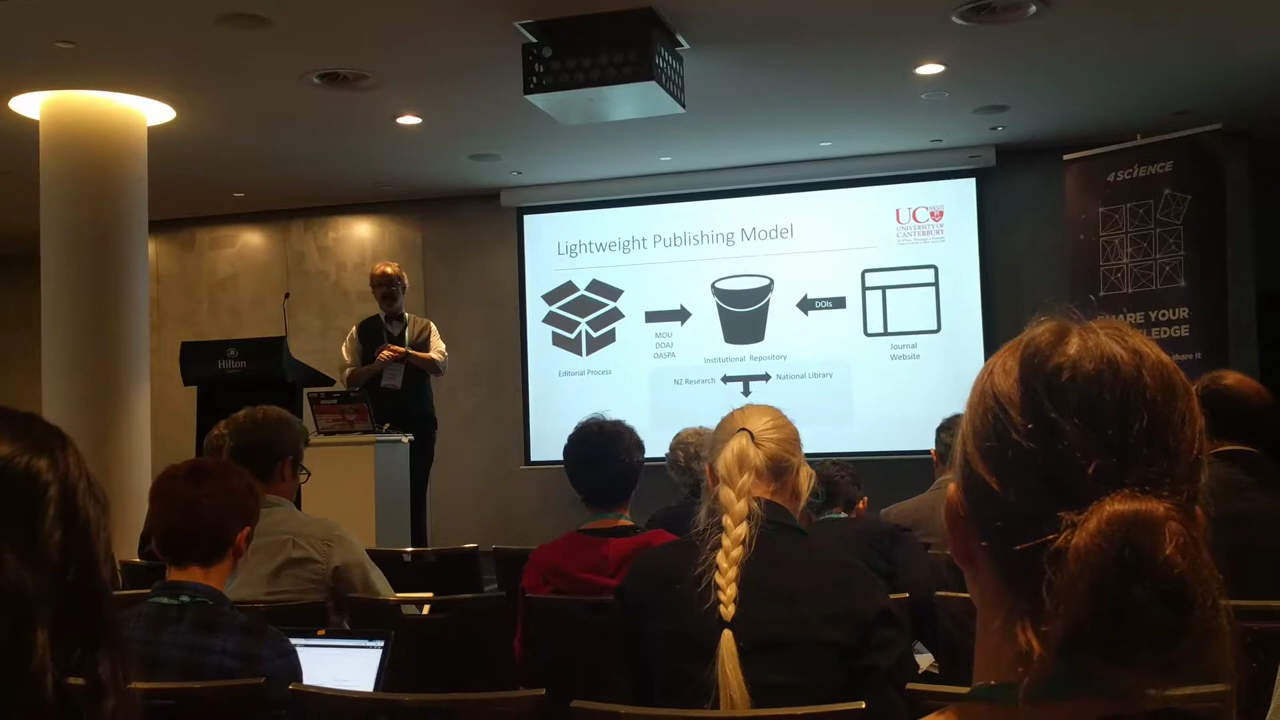 Lightweight Publishing Model
UC
UNIVERSITY OF
CANTERBURY
MOU
DOAJ
OASPA
DOIs
Editorial Process
Institutional Repository
Journal
Website
NZ Research
National Library
Hilton
4SCIENCE
SHARE YOUR
share it